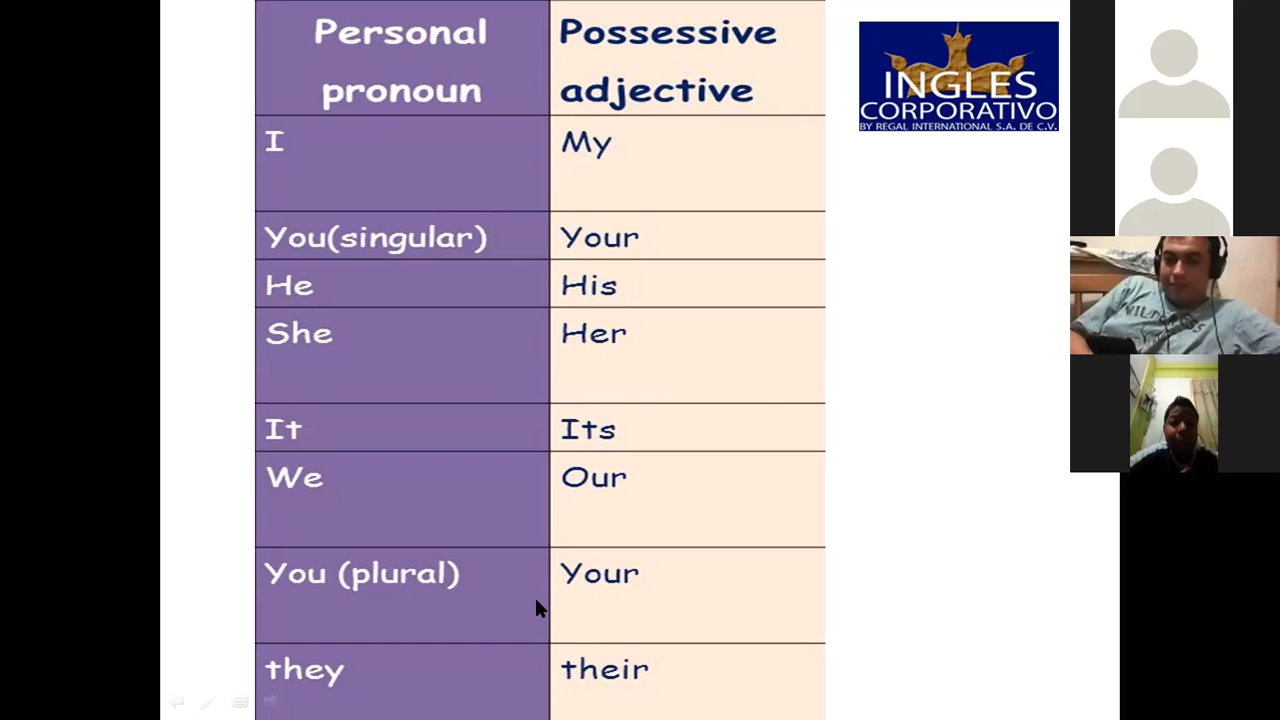 Personal pronoun
Possessive adjective
I
My
You(singular)
Your
He
His
She
Her
It
Its
We
Our
You (plural)
Your
they
their
INGLES
CORPORATIVO
BY REGAL INTERNATIONAL S.A. DE C.V.
WILDERNESS